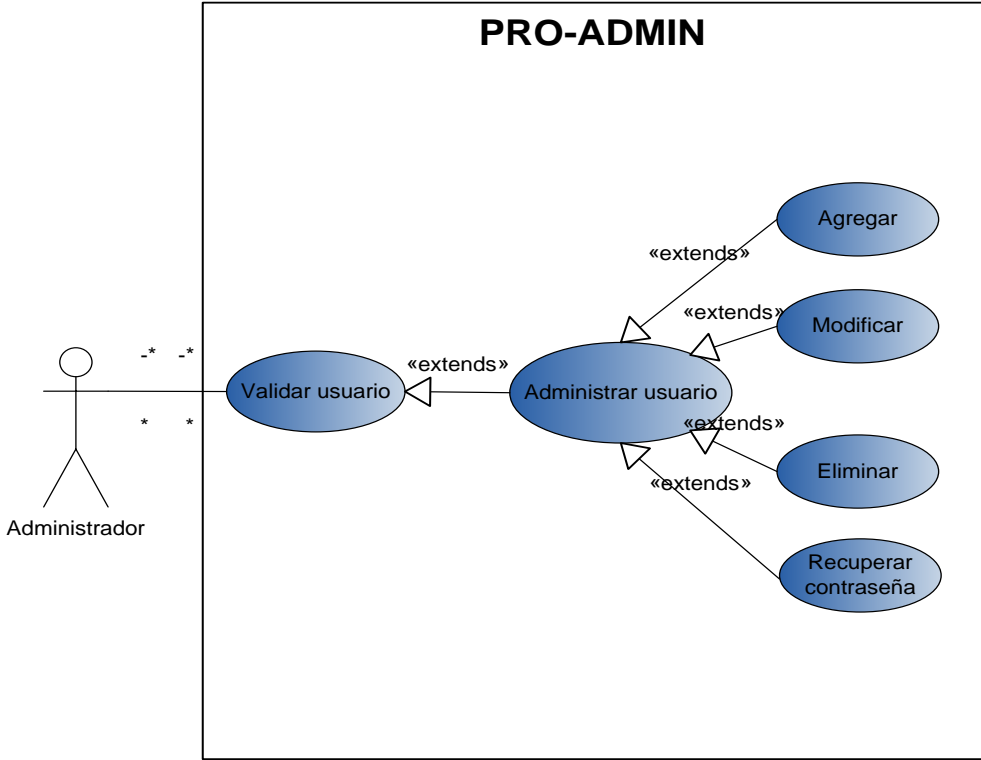 PRO-ADMIN
Agregar
«extends»
«extends»
Modificar
-* -*
«extends»
Validar usuario
Administrar usuario
* *
«extends»
Eliminar
«extends»
Administrador
Recuperar
contraseña